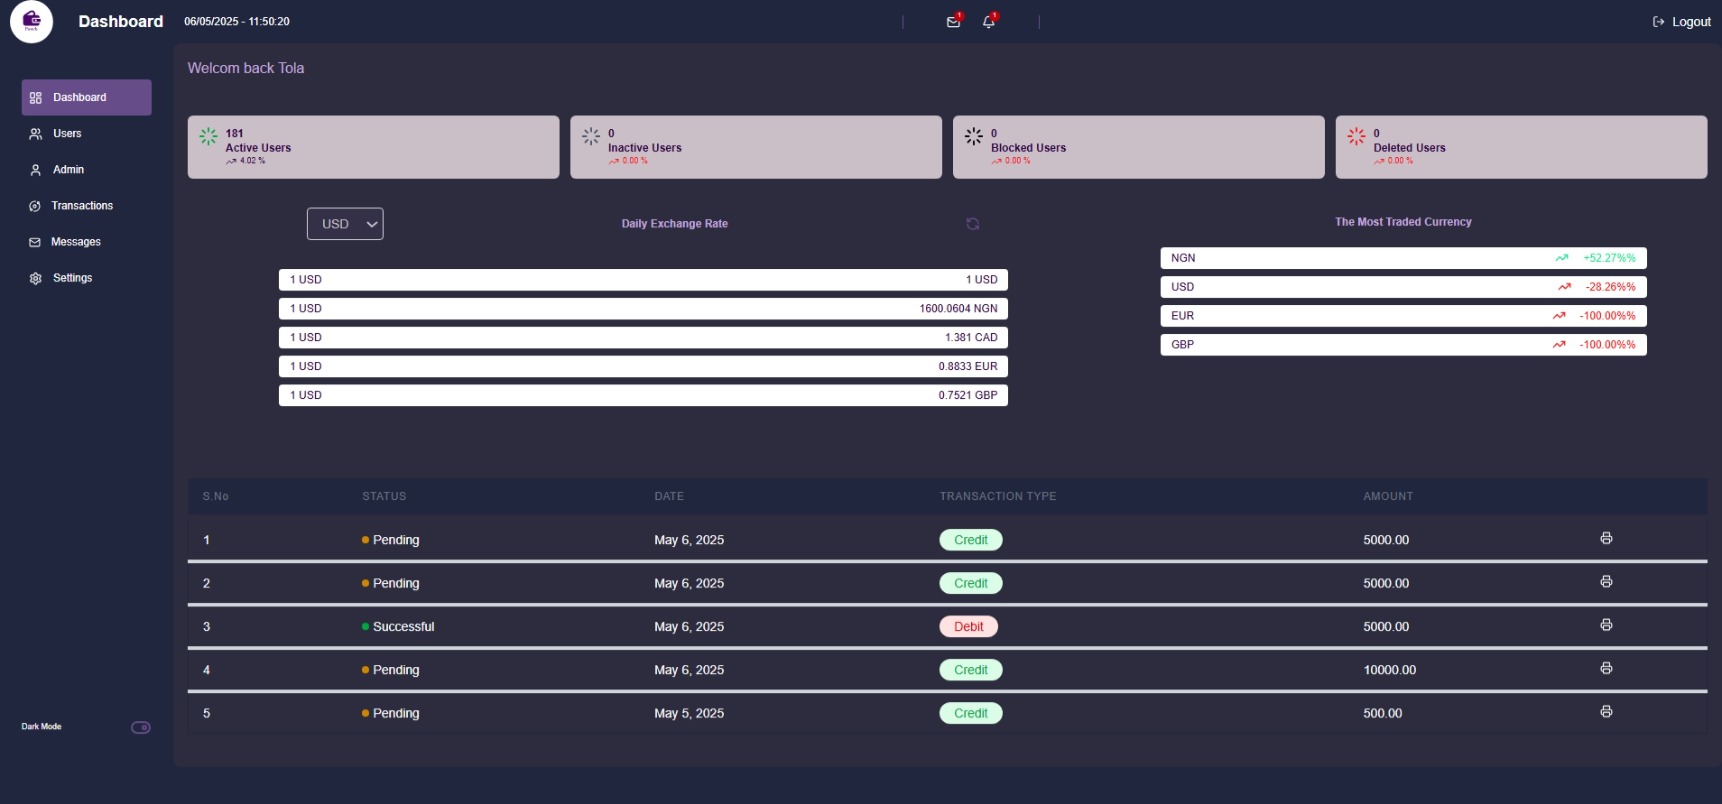 Dashboard 06/05/2025 - 11:50:20 1 1 Logout
Welcom back Tola
Dashboard
Users
Admin
Transactions
Messages
Settings
Dark Mode
181
Active Users
4.02 %
0
Inactive Users
0.00 %
0
Blocked Users
0.00 %
0
Deleted Users
0.00 %
USD Daily Exchange Rate
1 USD 1 USD
1 USD 1600.0604 NGN
1 USD 1.381 CAD
1 USD 0.8833 EUR
1 USD 0.7521 GBP
The Most Traded Currency
NGN +52.27%%
USD -28.26%%
EUR -100.00%%
GBP -100.00%%
S.No STATUS DATE TRANSACTION TYPE AMOUNT
1 Pending May 6, 2025 Credit 5000.00
2 Pending May 6, 2025 Credit 5000.00
3 Successful May 6, 2025 Debit 5000.00
4 Pending May 6, 2025 Credit 10000.00
5 Pending May 5, 2025 Credit 500.00